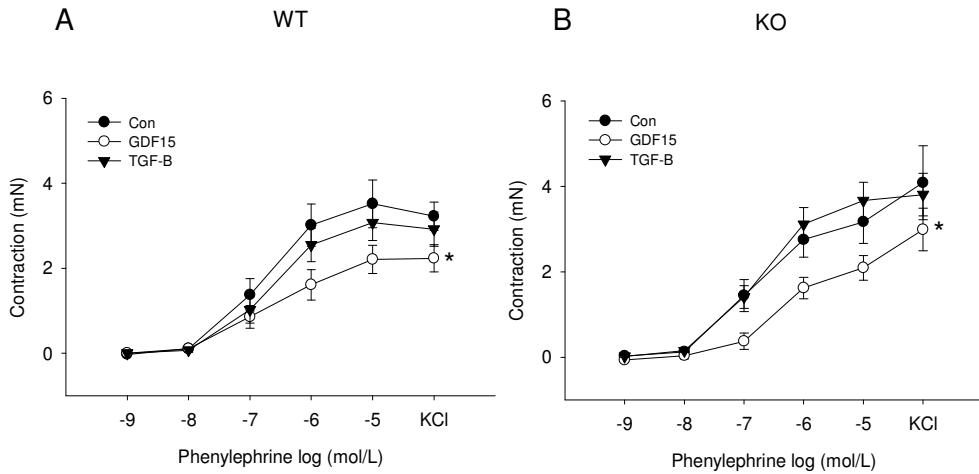 A
WT
6
4
2
0
Con
GDF15
TGF-B
*
Contraction (mN)
-9 -8 -7 -6 -5 KCl
Phenylephrine log (mol/L)
B
KO
6
4
2
0
Con
GDF15
TGF-B
*
Contraction (mN)
-9 -8 -7 -6 -5 KCl
Phenylephrine log (mol/L)